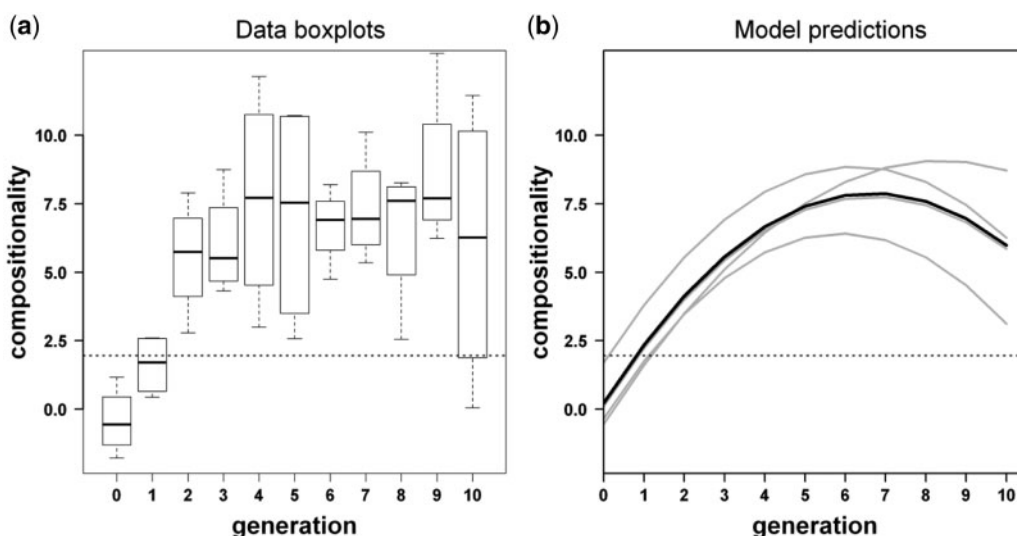 (a) Data boxplots
compositionality
10.0
7.5
5.0
2.5
0.0
0 1 2 3 4 5 6 7 8 9 10
generation
(b) Model predictions
compositionality
10.0
7.5
5.0
2.5
0.0
0 1 2 3 4 5 6 7 8 9 10
generation